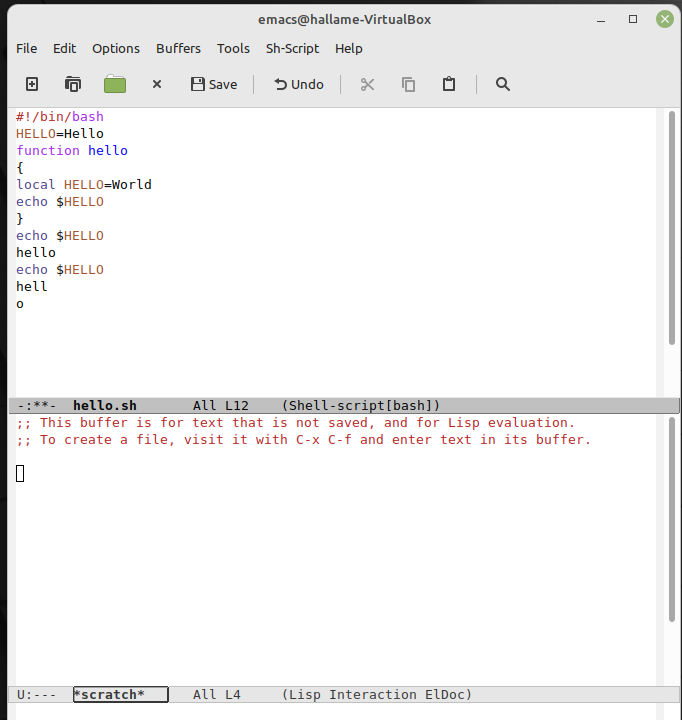 emacs@hallame-VirtualBox
File Edit Options Buffers Tools Sh-Script Help
Save Undo
#!/bin/bash
HELLO=Hello
function hello
{
local HELLO=World
echo $HELLO
}
echo $HELLO
hello
echo $HELLO
hell
o
-:**- hello.sh All L12 (Shell-script[bash])
;; This buffer is for text that is not saved, and for Lisp evaluation.
;; To create a file, visit it with C-x C-f and enter text in its buffer.
U:--- *scratch* All L4 (Lisp Interaction ElDoc)